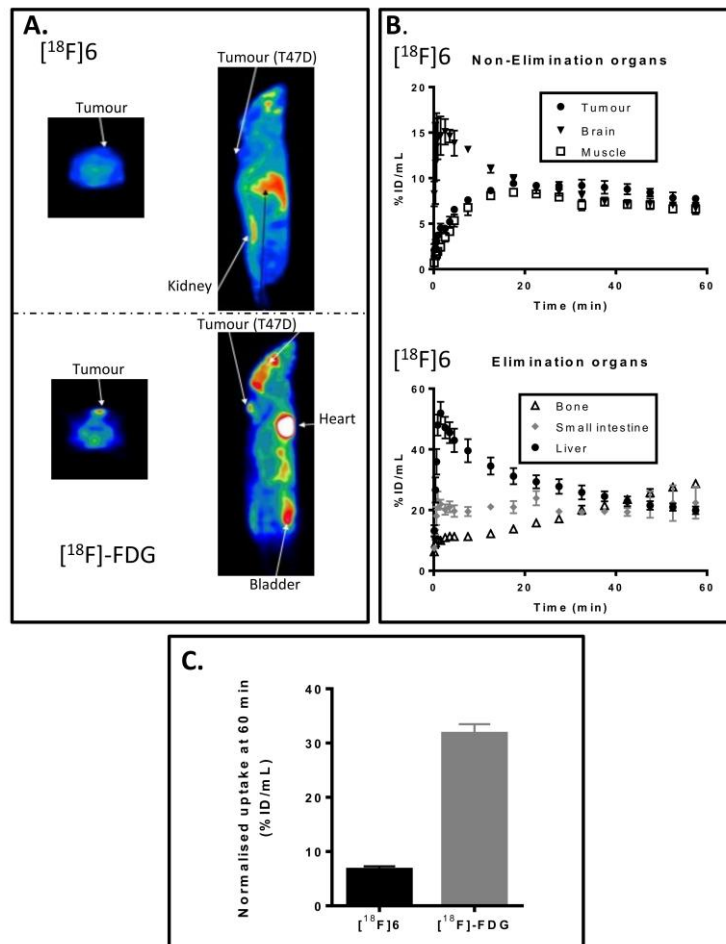 A.
[¹⁸F]6
Tumour (T47D)
Tumour
Kidney
Tumour (T47D)
Tumour
Heart
[¹⁸F]-FDG
Bladder
B.
[¹⁸F]6
Non-Elimination organs
20
15
10
5
0
% ID/mL
Tumour
Brain
Muscle
0
20
40
60
Time (min)
[¹⁸F]6
Elimination organs
60
40
20
0
% ID/mL
Bone
Small intestine
Liver
0
20
40
60
Time (min)
C.
Normalised uptake at 60 min
(% ID/mL)
40
30
20
10
0
[¹⁸F]6
[¹⁸F]-FDG